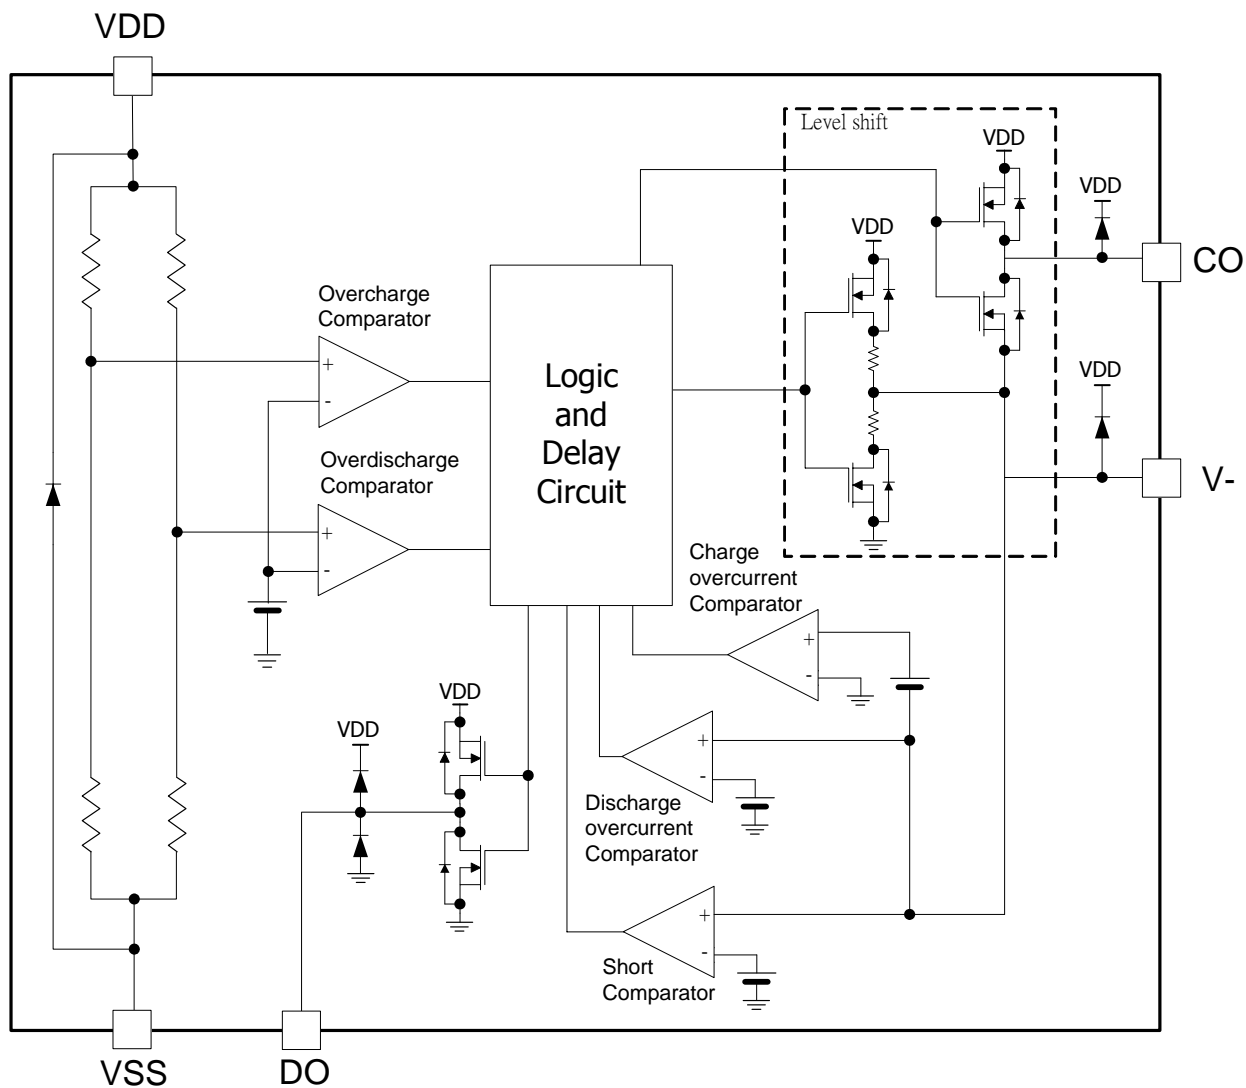 VDD
Level shift
VDD
VDD
VDD
CO
Overcharge
Comparator
+
-
Logic
and
Delay
Circuit
VDD
V-
Overdischarge
Comparator
+
-
Charge
overcurrent
Comparator
+
-
VDD
VDD
+
-
Discharge
overcurrent
Comparator
+
-
Short
Comparator
VSS
DO